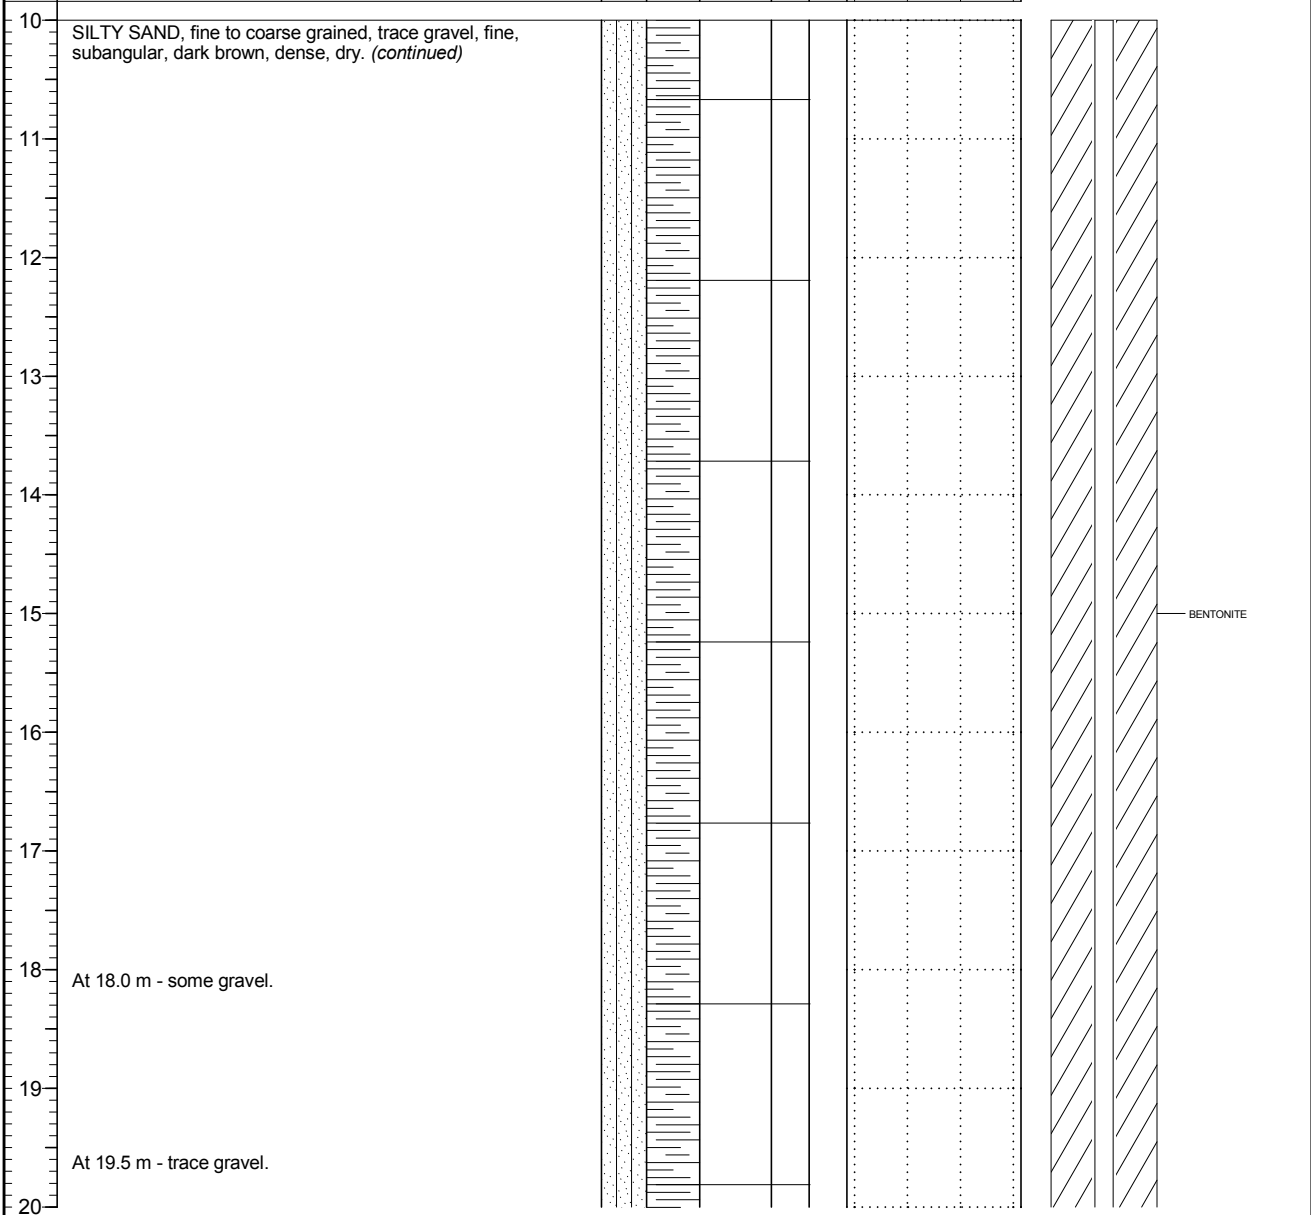 10
SILTY SAND, fine to coarse grained, trace gravel, fine,
subangular, dark brown, dense, dry. (continued)
11
12
13
14
15
BENTONITE
16
17
18
At 18.0 m - some gravel.
19
At 19.5 m - trace gravel.
20